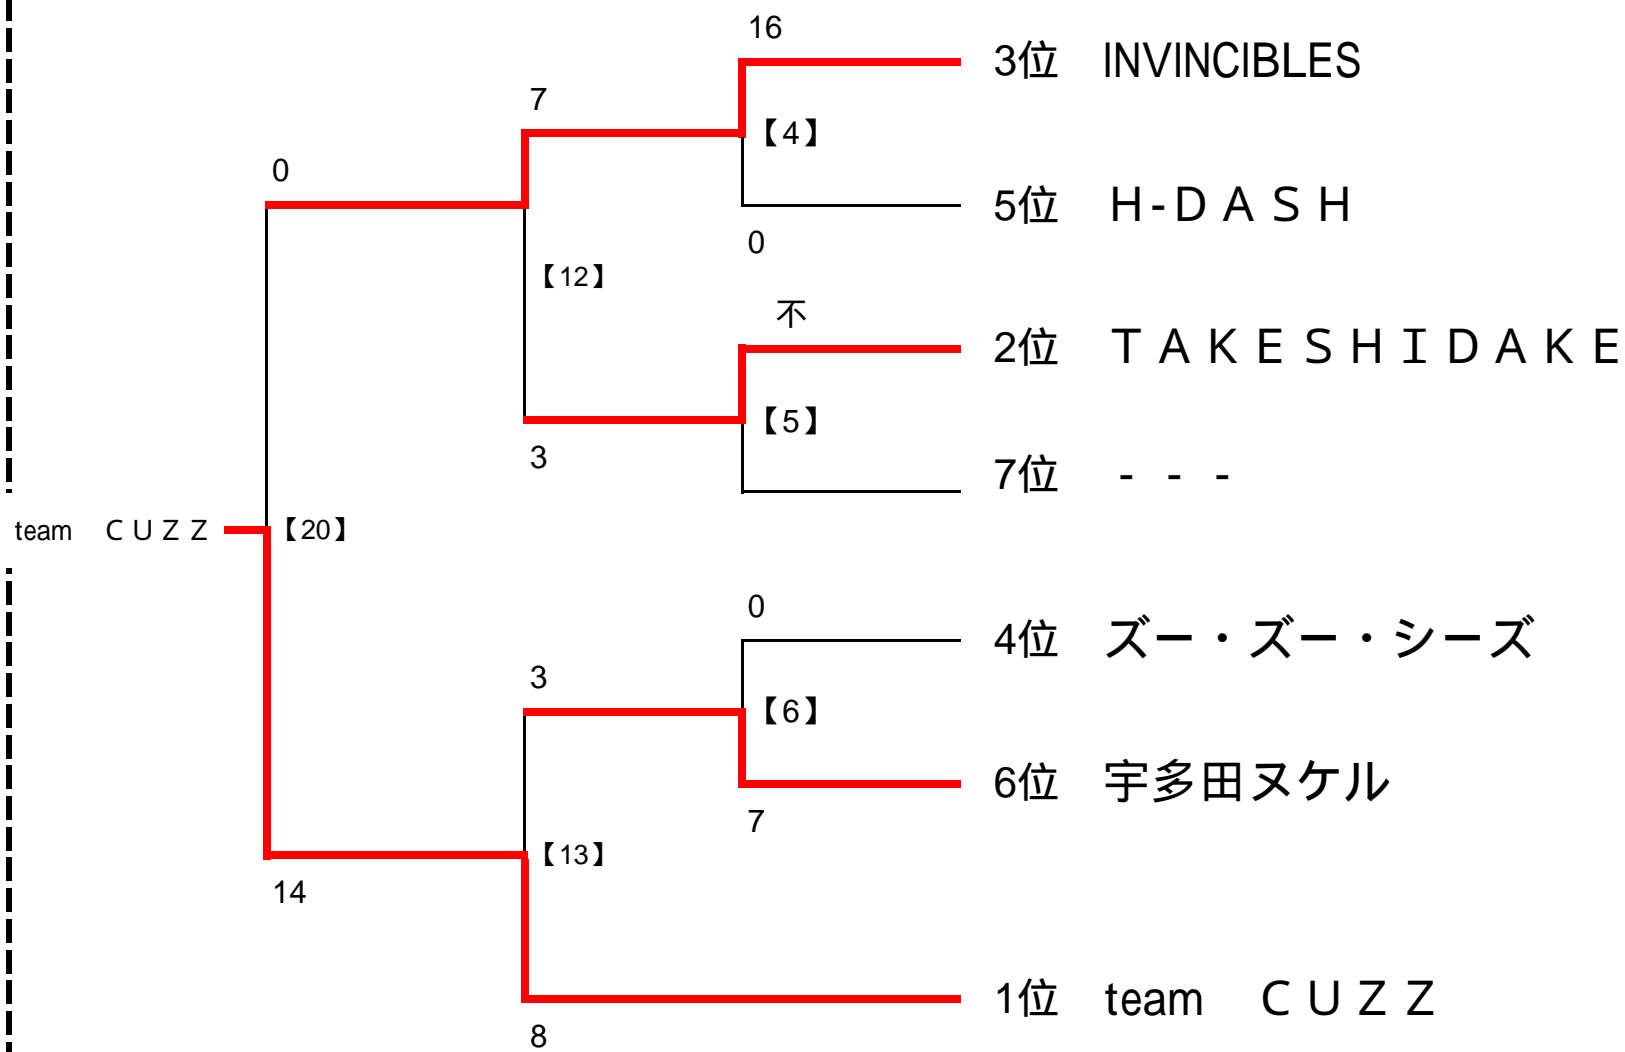 16
3位 INVINCIBLES
7
【4】
0
5位 Ｈ-ＤＡＳＨ
0
【12】
不
2位 ＴＡＫＥＳＨＩＤＡＫＥ
【5】
3
7位 - - -
team ＣＵＺＺ
【20】
0
4位 ズー・ズー・シーズ
3
【6】
6位 宇多田ヌケル
7
【13】
14
1位 team ＣＵＺＺ
8